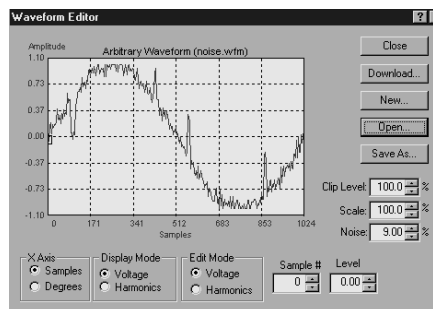 Waveform Editor ?
Amplitude
Arbitrary Waveform (noise.wfm)
1.10
0.73
0.37
0.00
-0.37
-0.73
-1.10
0 171 341 512 683 853 1024
Samples
Close
Download...
New...
Open...
Save As...
Clip Level: 100.0 %
Scale: 100.0 %
Noise: 9.00 %
X Axis
Samples
Degrees
Display Mode
Voltage
Harmonics
Edit Mode
Voltage
Harmonics
Sample # Level
0 0.00